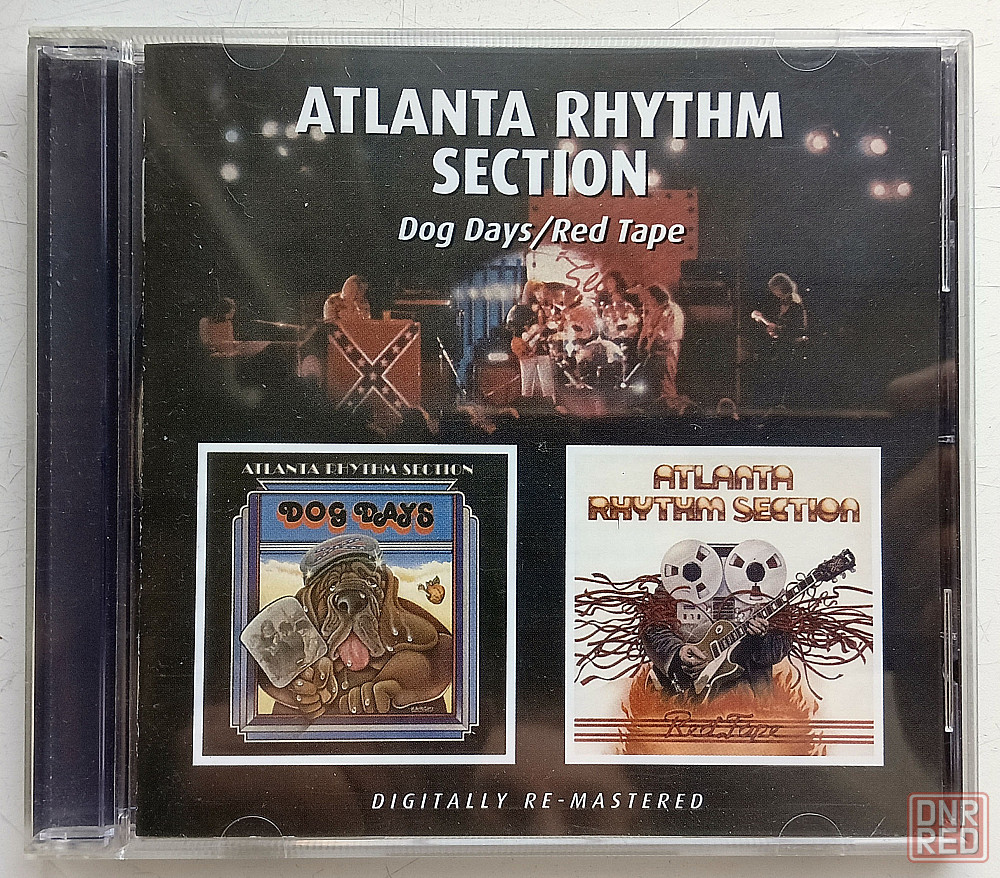 ATLANTA RHYTHM
SECTION
Dog Days/Red Tape
ATLANTA RHYTHM SECTION
DOG DAYS
ATLANTA
RHYTHM SECTION
Red Tape
DIGITALLY RE-MASTERED
DNR
RED